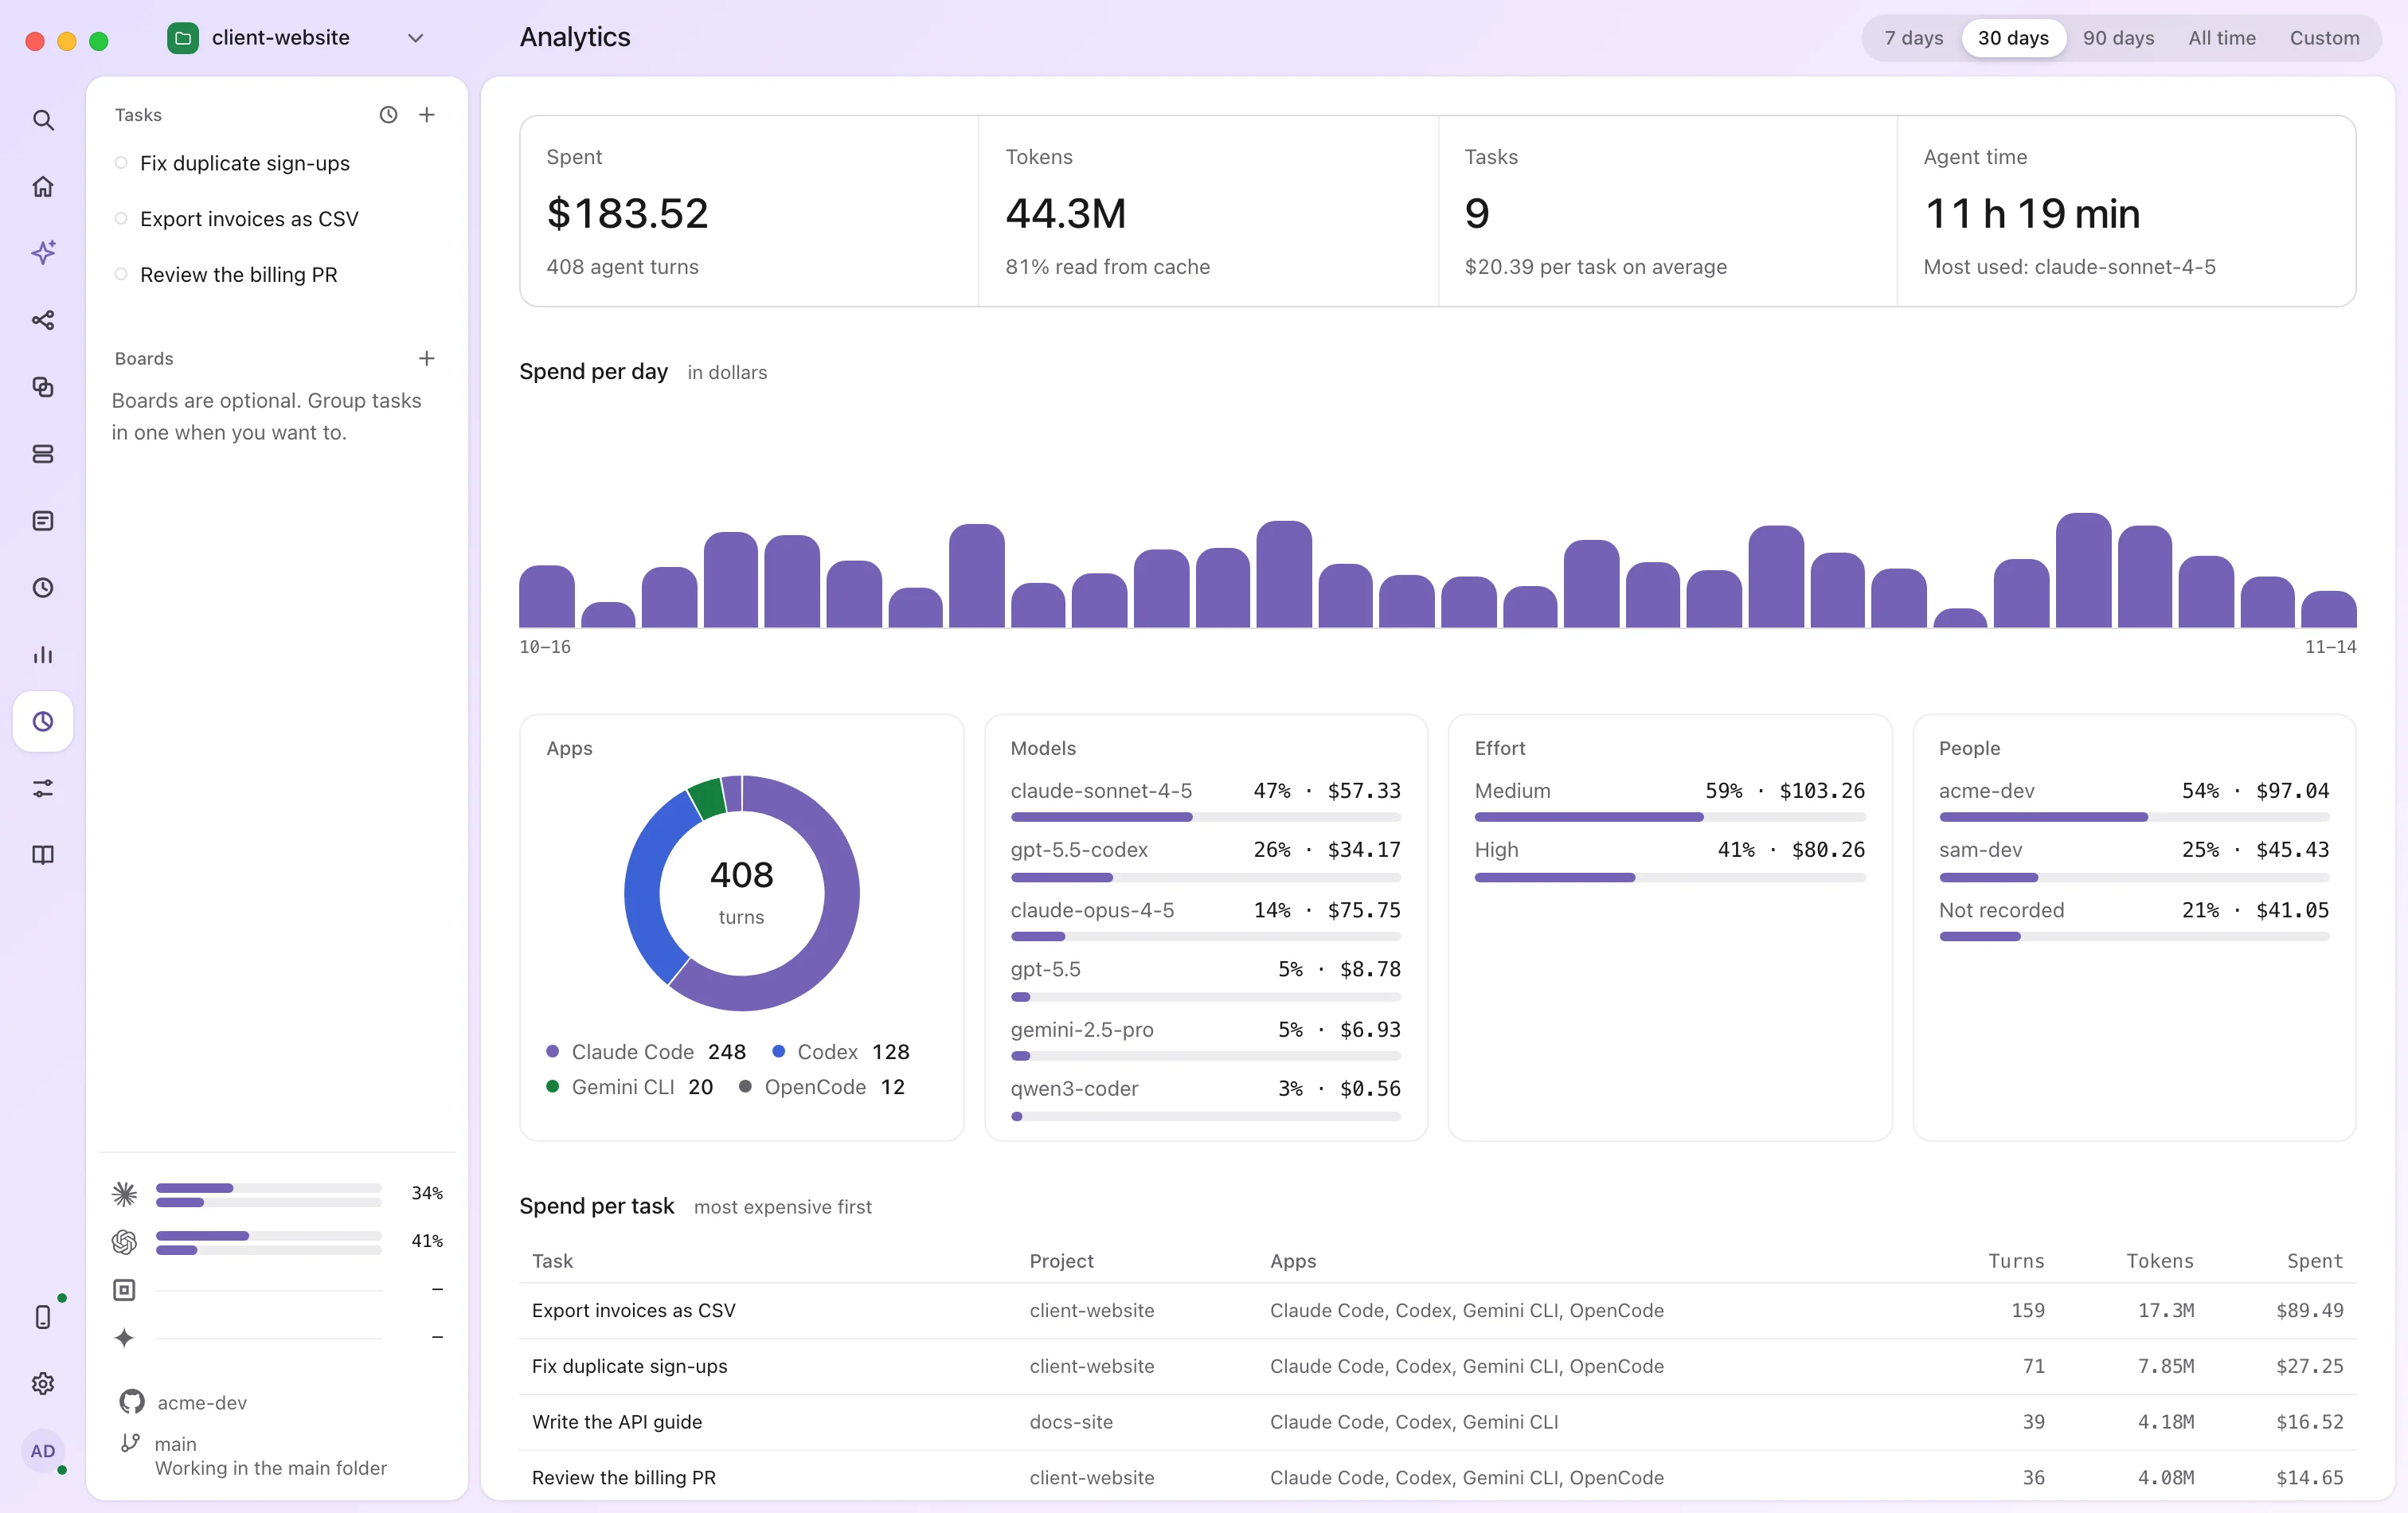 client-website
Analytics
7 days
30 days
90 days
All time
Custom
Tasks
Fix duplicate sign-ups
Export invoices as CSV
Review the billing PR
Boards
Boards are optional. Group tasks
in one when you want to.
34%
41%
–
–
acme-dev
main
Working in the main folder
AD
Spent
$183.52
408 agent turns
Tokens
44.3M
81% read from cache
Tasks
9
$20.39 per task on average
Agent time
11 h 19 min
Most used: claude-sonnet-4-5
Spend per day in dollars
10–16
11–14
Apps
408
turns
Claude Code 248
Codex 128
Gemini CLI 20
OpenCode 12
Models
claude-sonnet-4-5 47% · $57.33
gpt-5.5-codex 26% · $34.17
claude-opus-4-5 14% · $75.75
gpt-5.5 5% · $8.78
gemini-2.5-pro 5% · $6.93
qwen3-coder 3% · $0.56
Effort
Medium 59% · $103.26
High 41% · $80.26
People
acme-dev 54% · $97.04
sam-dev 25% · $45.43
Not recorded 21% · $41.05
Spend per task most expensive first
Task Project Apps Turns Tokens Spent
Export invoices as CSV client-website Claude Code, Codex, Gemini CLI, OpenCode 159 17.3M $89.49
Fix duplicate sign-ups client-website Claude Code, Codex, Gemini CLI, OpenCode 71 7.85M $27.25
Write the API guide docs-site Claude Code, Codex, Gemini CLI 39 4.18M $16.52
Review the billing PR client-website Claude Code, Codex, Gemini CLI, OpenCode 36 4.08M $14.65